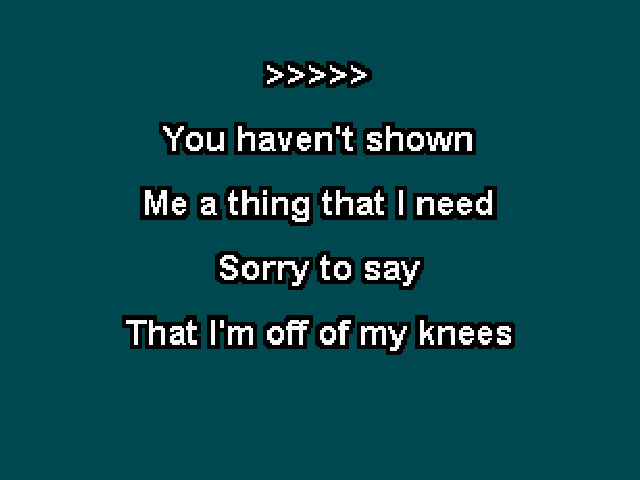 >>>>>
You haven't shown
Me a thing that I need
Sorry to say
That I'm off of my knees